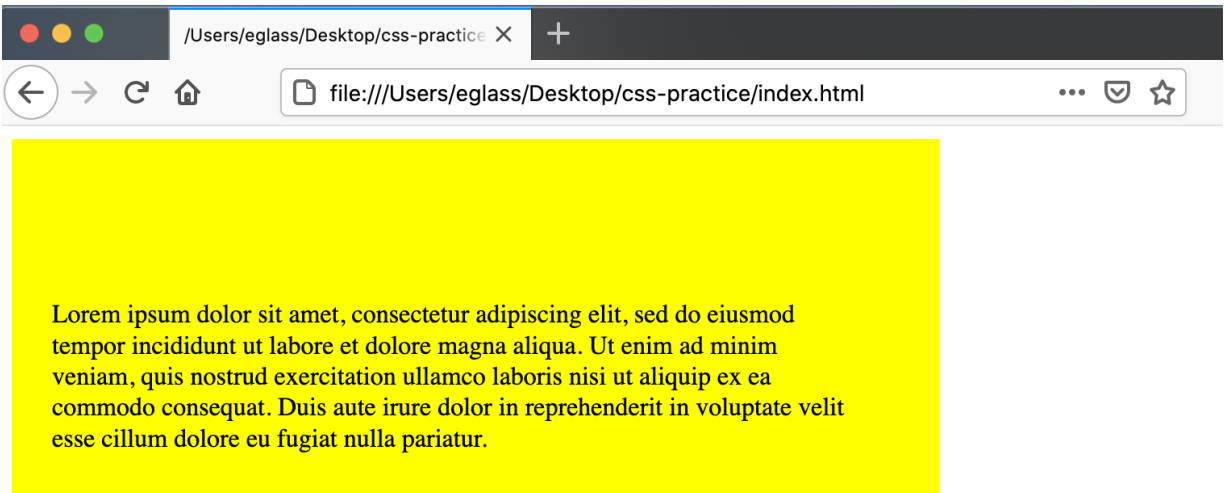 /Users/eglass/Desktop/css-practice
file:///Users/eglass/Desktop/css-practice/index.html
Lorem ipsum dolor sit amet, consectetur adipiscing elit, sed do eiusmod
tempor incididunt ut labore et dolore magna aliqua. Ut enim ad minim
veniam, quis nostrud exercitation ullamco laboris nisi ut aliquip ex ea
commodo consequat. Duis aute irure dolor in reprehenderit in voluptate velit
esse cillum dolore eu fugiat nulla pariatur.